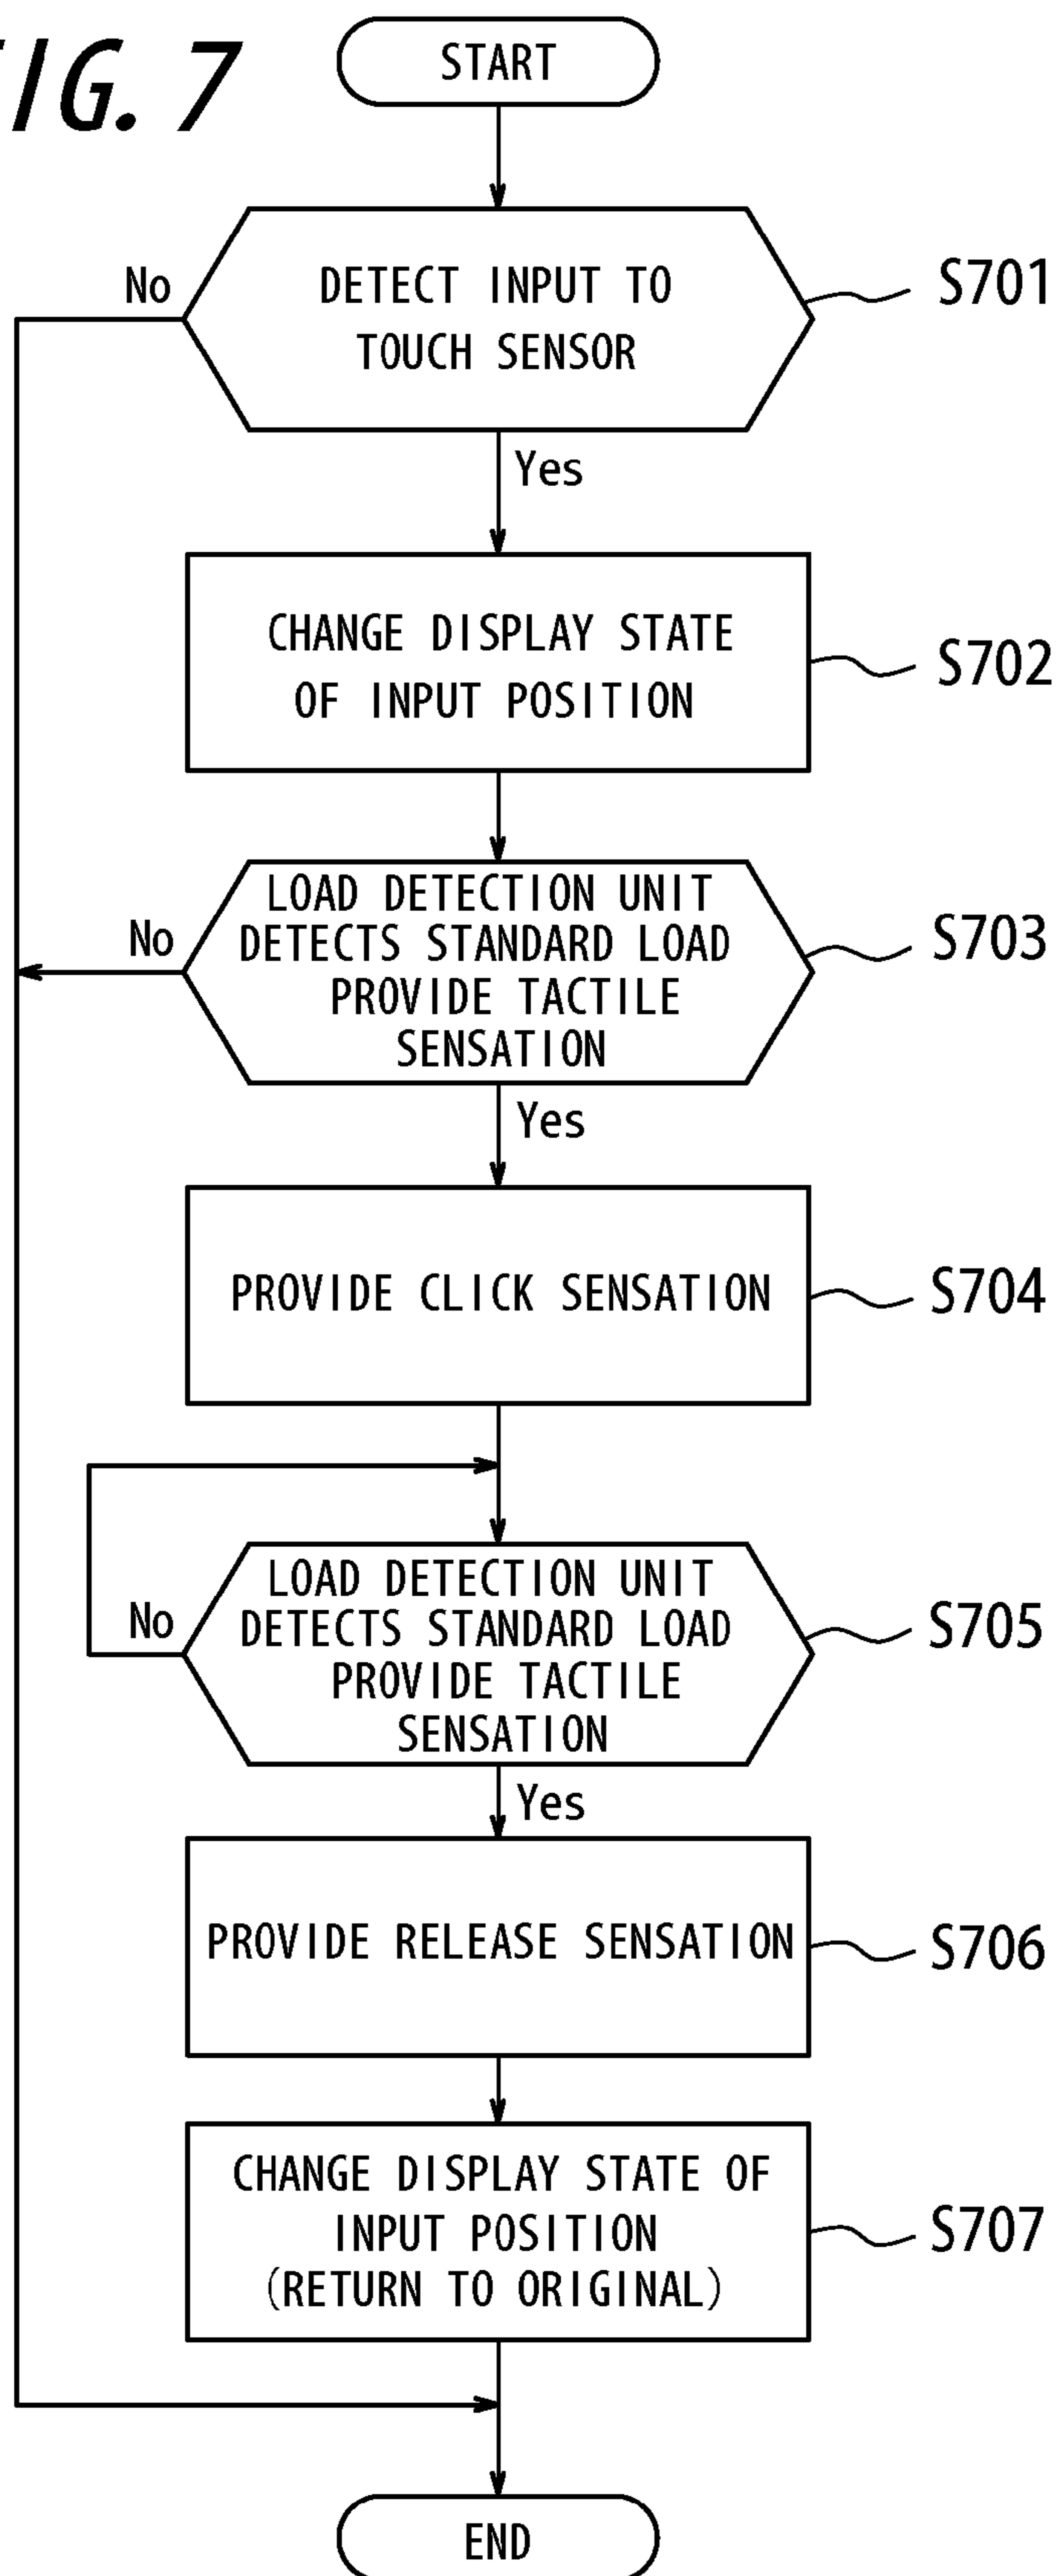 FIG. 7
START
No
DETECT INPUT TO
TOUCH SENSOR
S701
Yes
CHANGE DISPLAY STATE
OF INPUT POSITION
S702
No
LOAD DETECTION UNIT
DETECTS STANDARD LOAD
PROVIDE TACTILE
SENSATION
S703
Yes
PROVIDE CLICK SENSATION
S704
No
LOAD DETECTION UNIT
DETECTS STANDARD LOAD
PROVIDE TACTILE
SENSATION
S705
Yes
PROVIDE RELEASE SENSATION
S706
CHANGE DISPLAY STATE OF
INPUT POSITION
(RETURN TO ORIGINAL)
S707
END